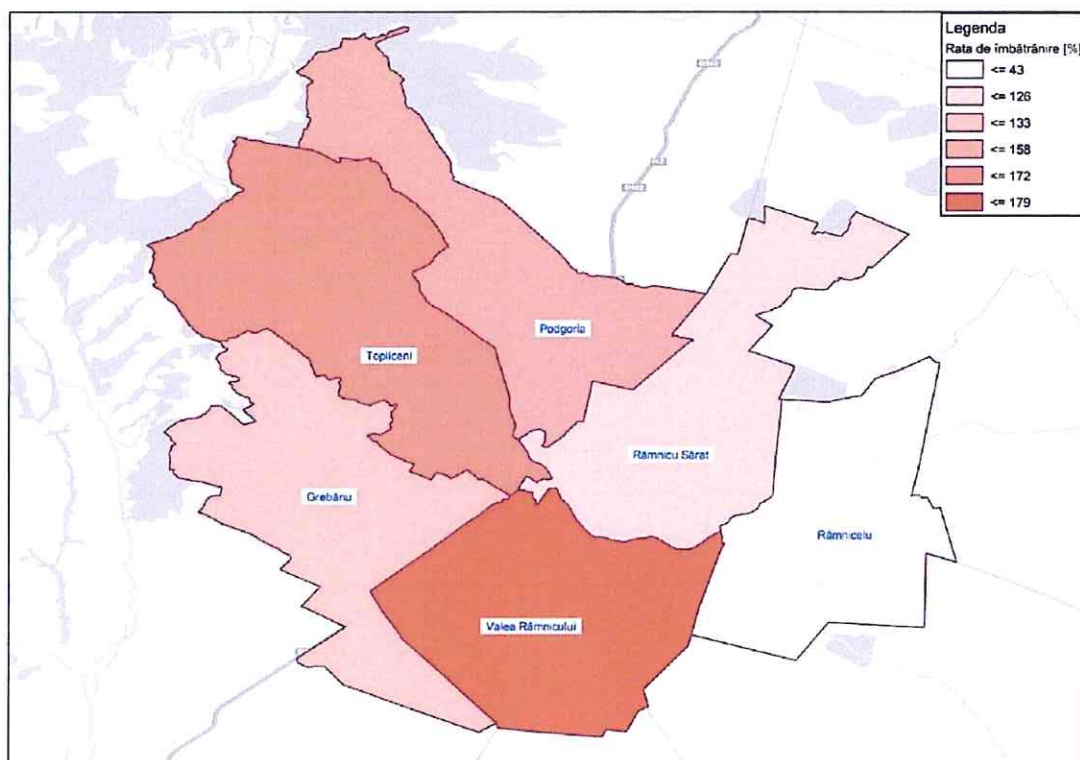 Legenda
Rata de îmbătrânire [%]
<= 43
<= 126
<= 133
<= 158
<= 172
<= 179
Podgoria
Topliceni
Râmnicu Sărat
Grebănu
Râmnicelu
Valea Râmnicului